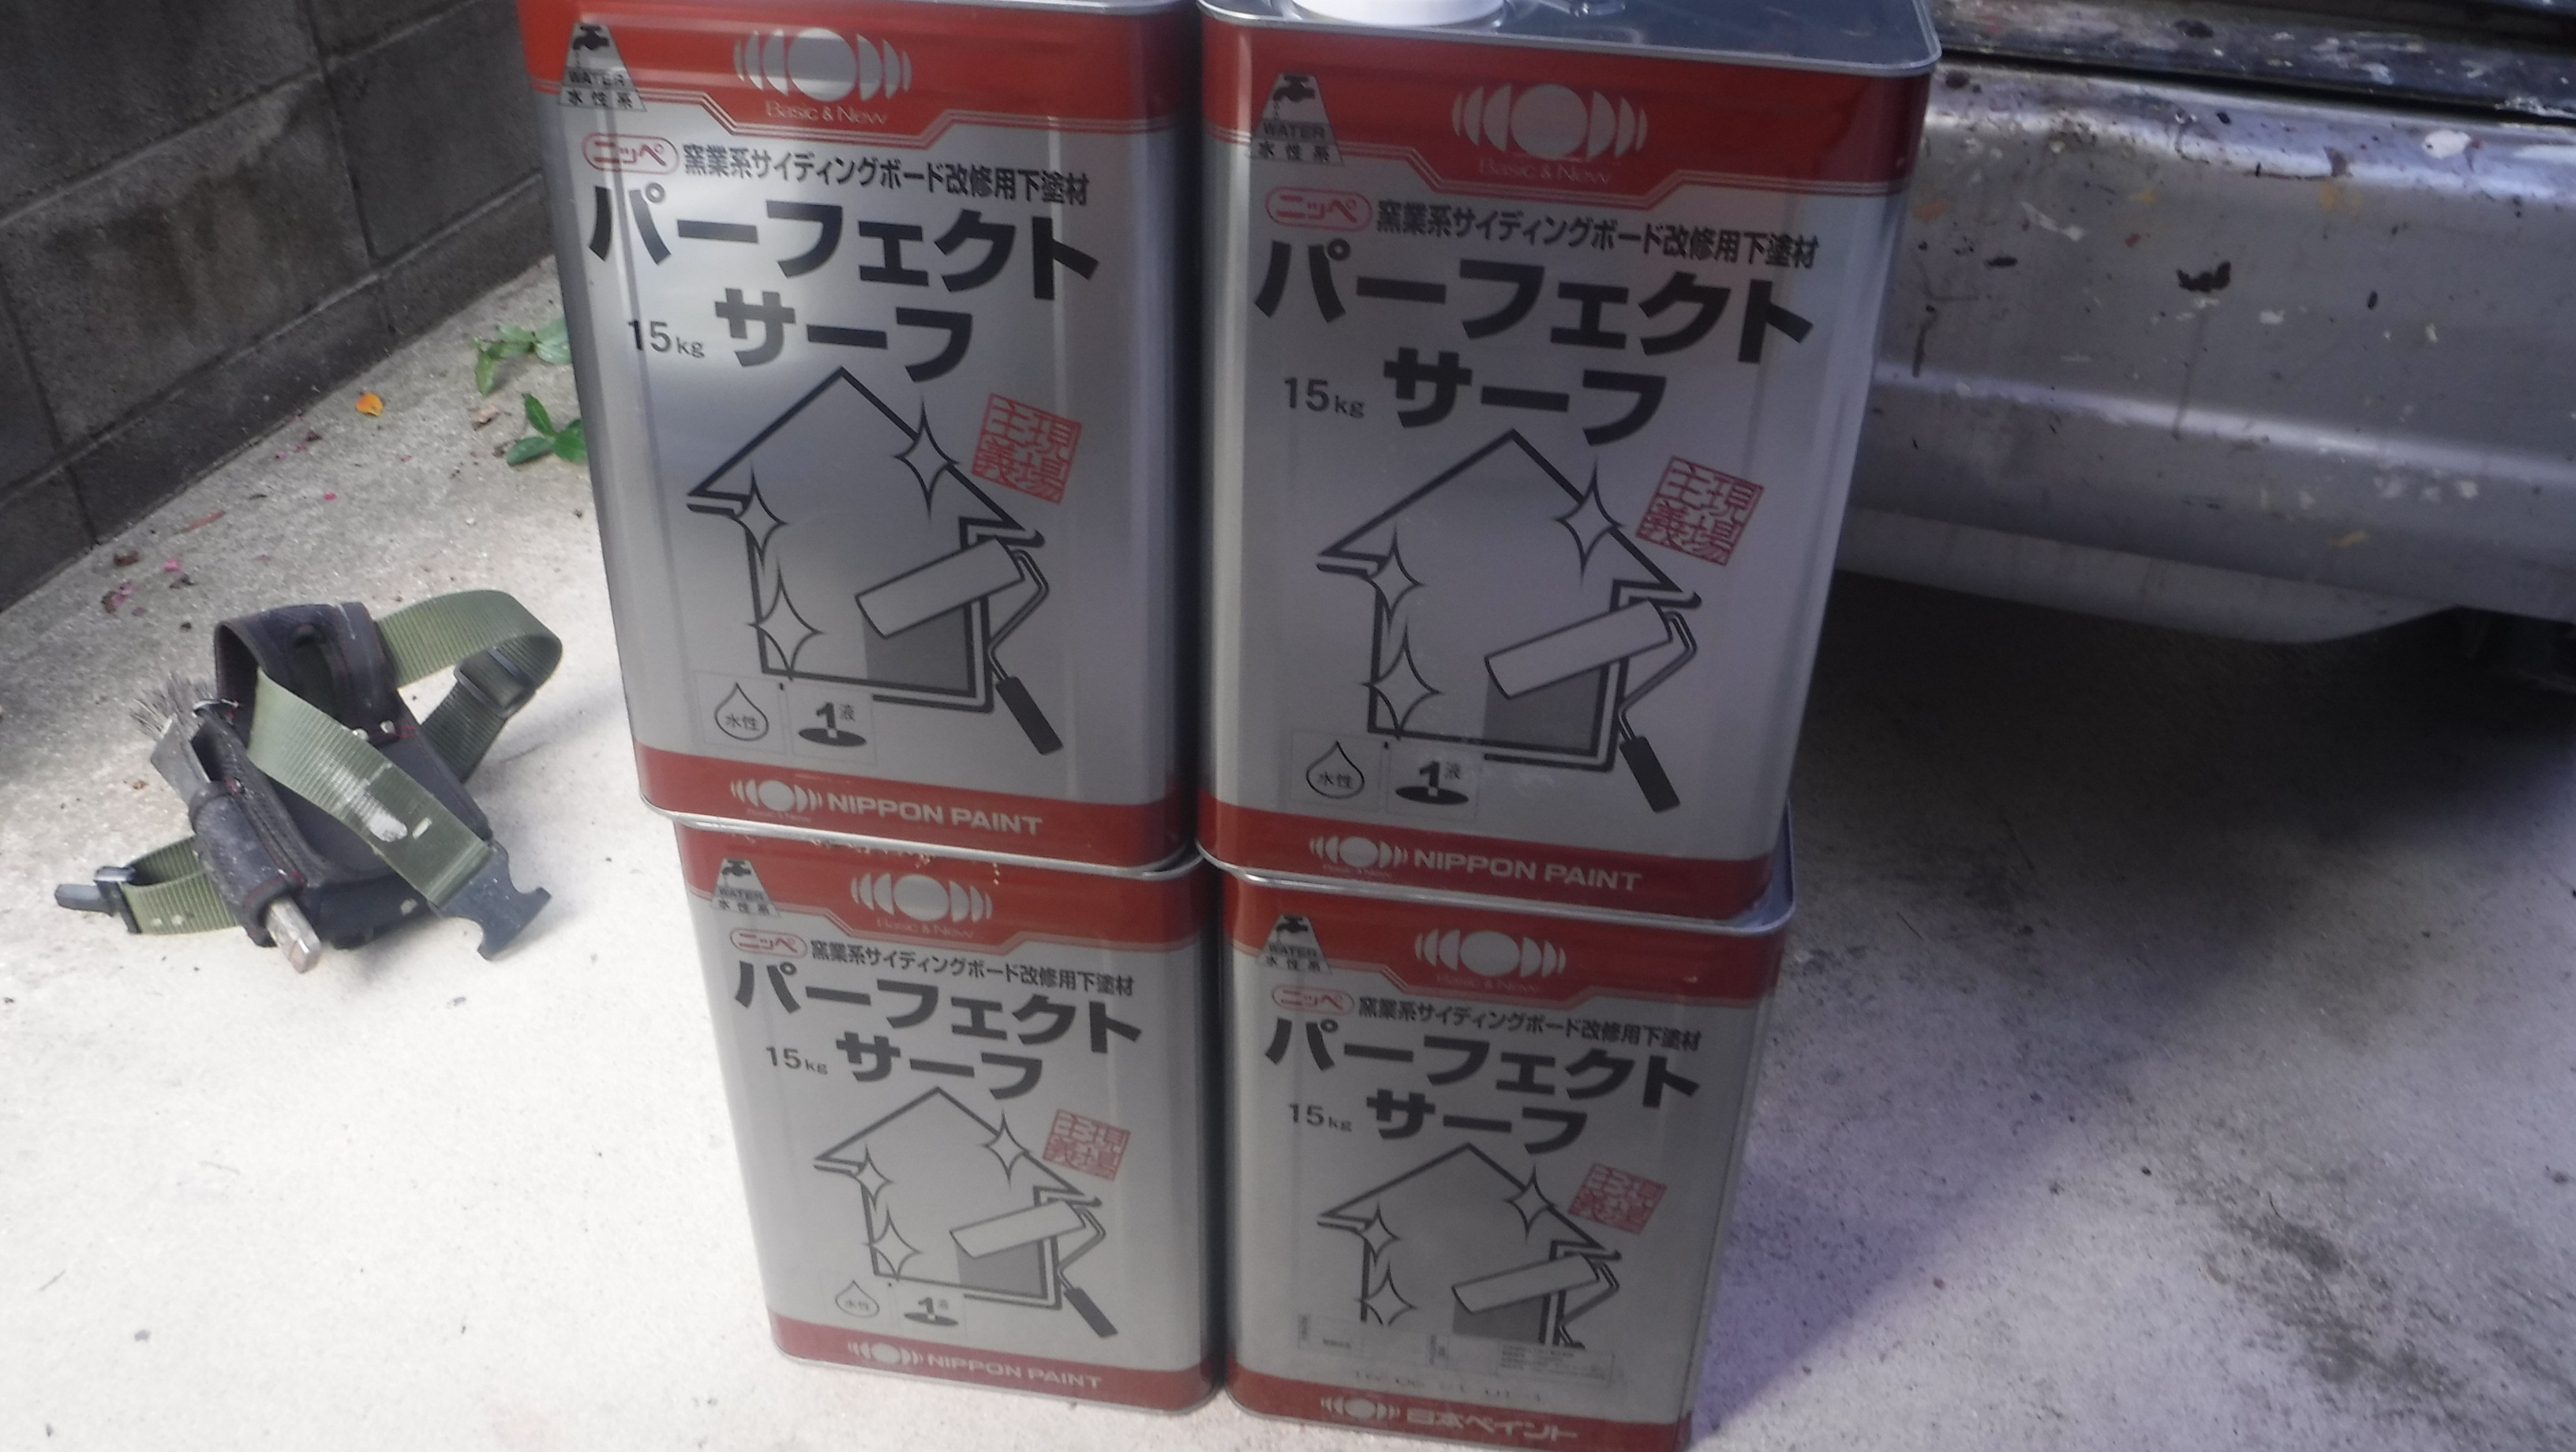 WATER
水性系
Basic & New
ニッペ 窯業系サイディングボード改修用下塗材
パーフェクト
15kg サーフ
現場主義
水性
1液
NIPPON PAINT
WATER
水性系
Basic & New
ニッペ 窯業系サイディングボード改修用下塗材
パーフェクト
15kg サーフ
現場主義
水性
1液
NIPPON PAINT
WATER
水性系
Basic & New
ニッペ 窯業系サイディングボード改修用下塗材
パーフェクト
15kg サーフ
現場主義
水性
1液
NIPPON PAINT
WATER
水性系
Basic & New
ニッペ 窯業系サイディングボード改修用下塗材
パーフェクト
15kg サーフ
現場主義
日本ペイント